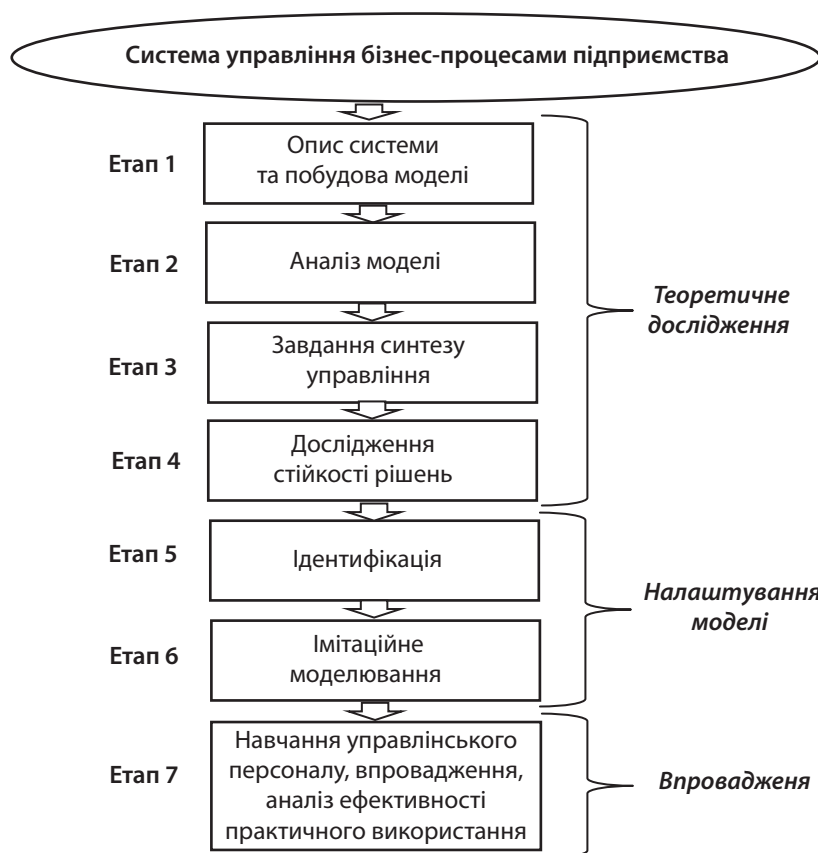 Система управління бізнес-процесами підприємства
Етап 1
Опис системи
та побудова моделі
Етап 2
Аналіз моделі
Етап 3
Завдання синтезу
управління
Етап 4
Дослідження
стійкості рішень
Теоретичне
дослідження
Етап 5
Ідентифікація
Етап 6
Імітаційне
моделювання
Налаштування
моделі
Етап 7
Навчання управлінського
персоналу, впровадження,
аналіз ефективності
практичного використання
Впровадженя